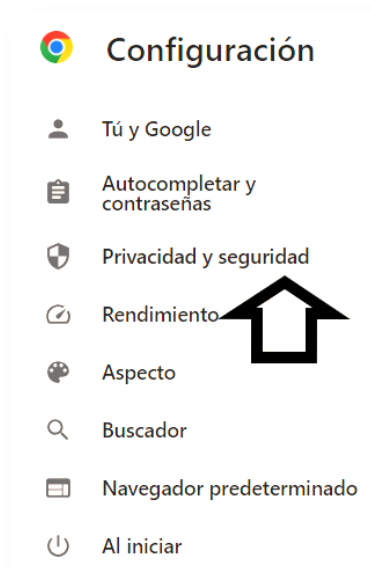 Configuración
Tú y Google
Autocompletar y
contraseñas
Privacidad y seguridad
Rendimiento
Aspecto
Buscador
Navegador predeterminado
Al iniciar